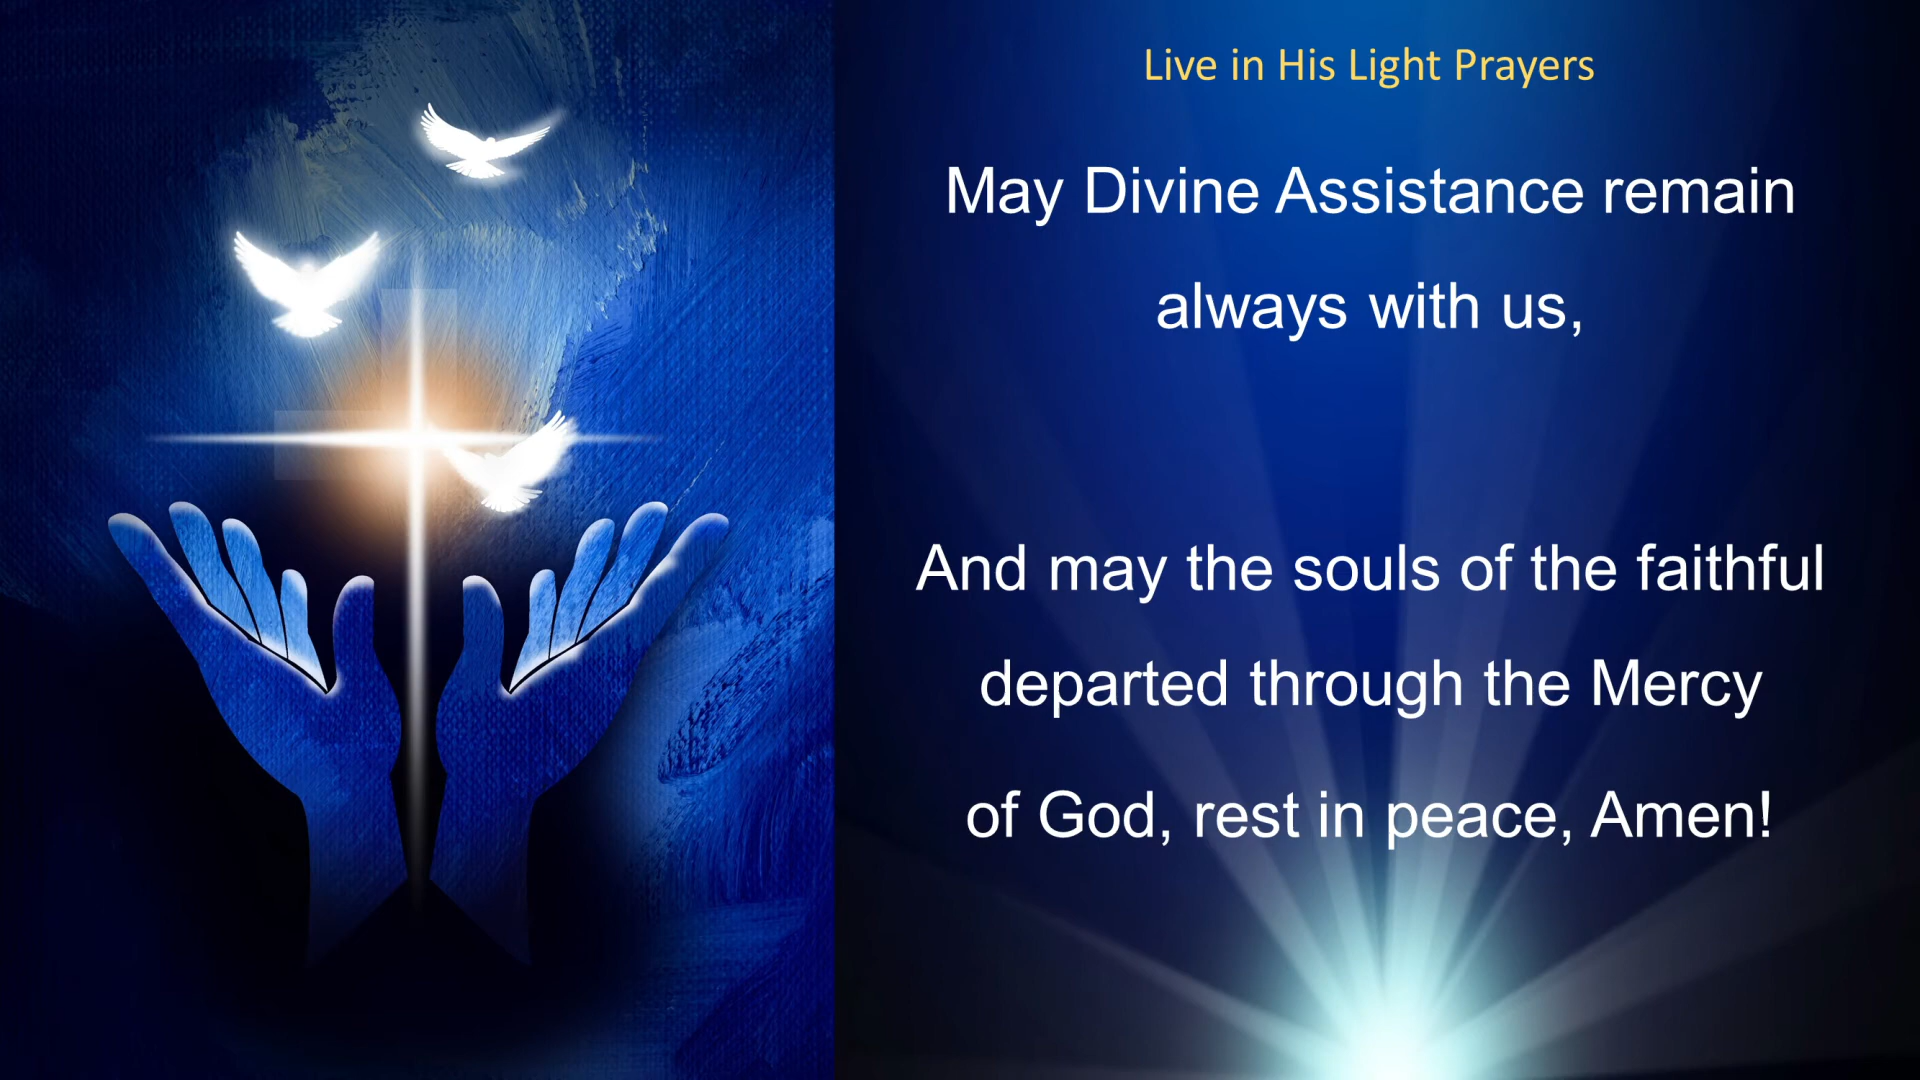 Live in His Light Prayers
May Divine Assistance remain
always with us,
And may the souls of the faithful
departed through the Mercy
of God, rest in peace, Amen!